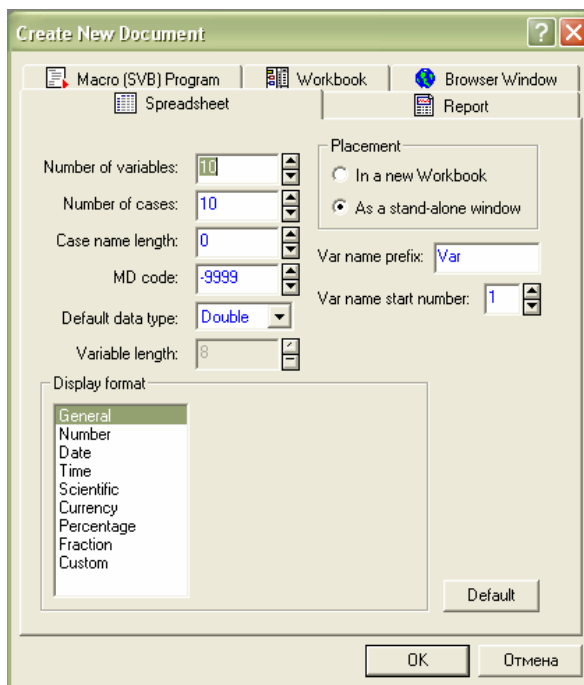 Create New Document
Macro (SVB) Program
Workbook
Browser Window
Spreadsheet
Report
Number of variables: 10
Number of cases: 10
Case name length: 0
MD code: -9999
Default data type: Double
Variable length: 8
Placement
In a new Workbook
As a stand-alone window
Var name prefix: Var
Var name start number: 1
Display format
General
Number
Date
Time
Scientific
Currency
Percentage
Fraction
Custom
Default
OK
Отмена